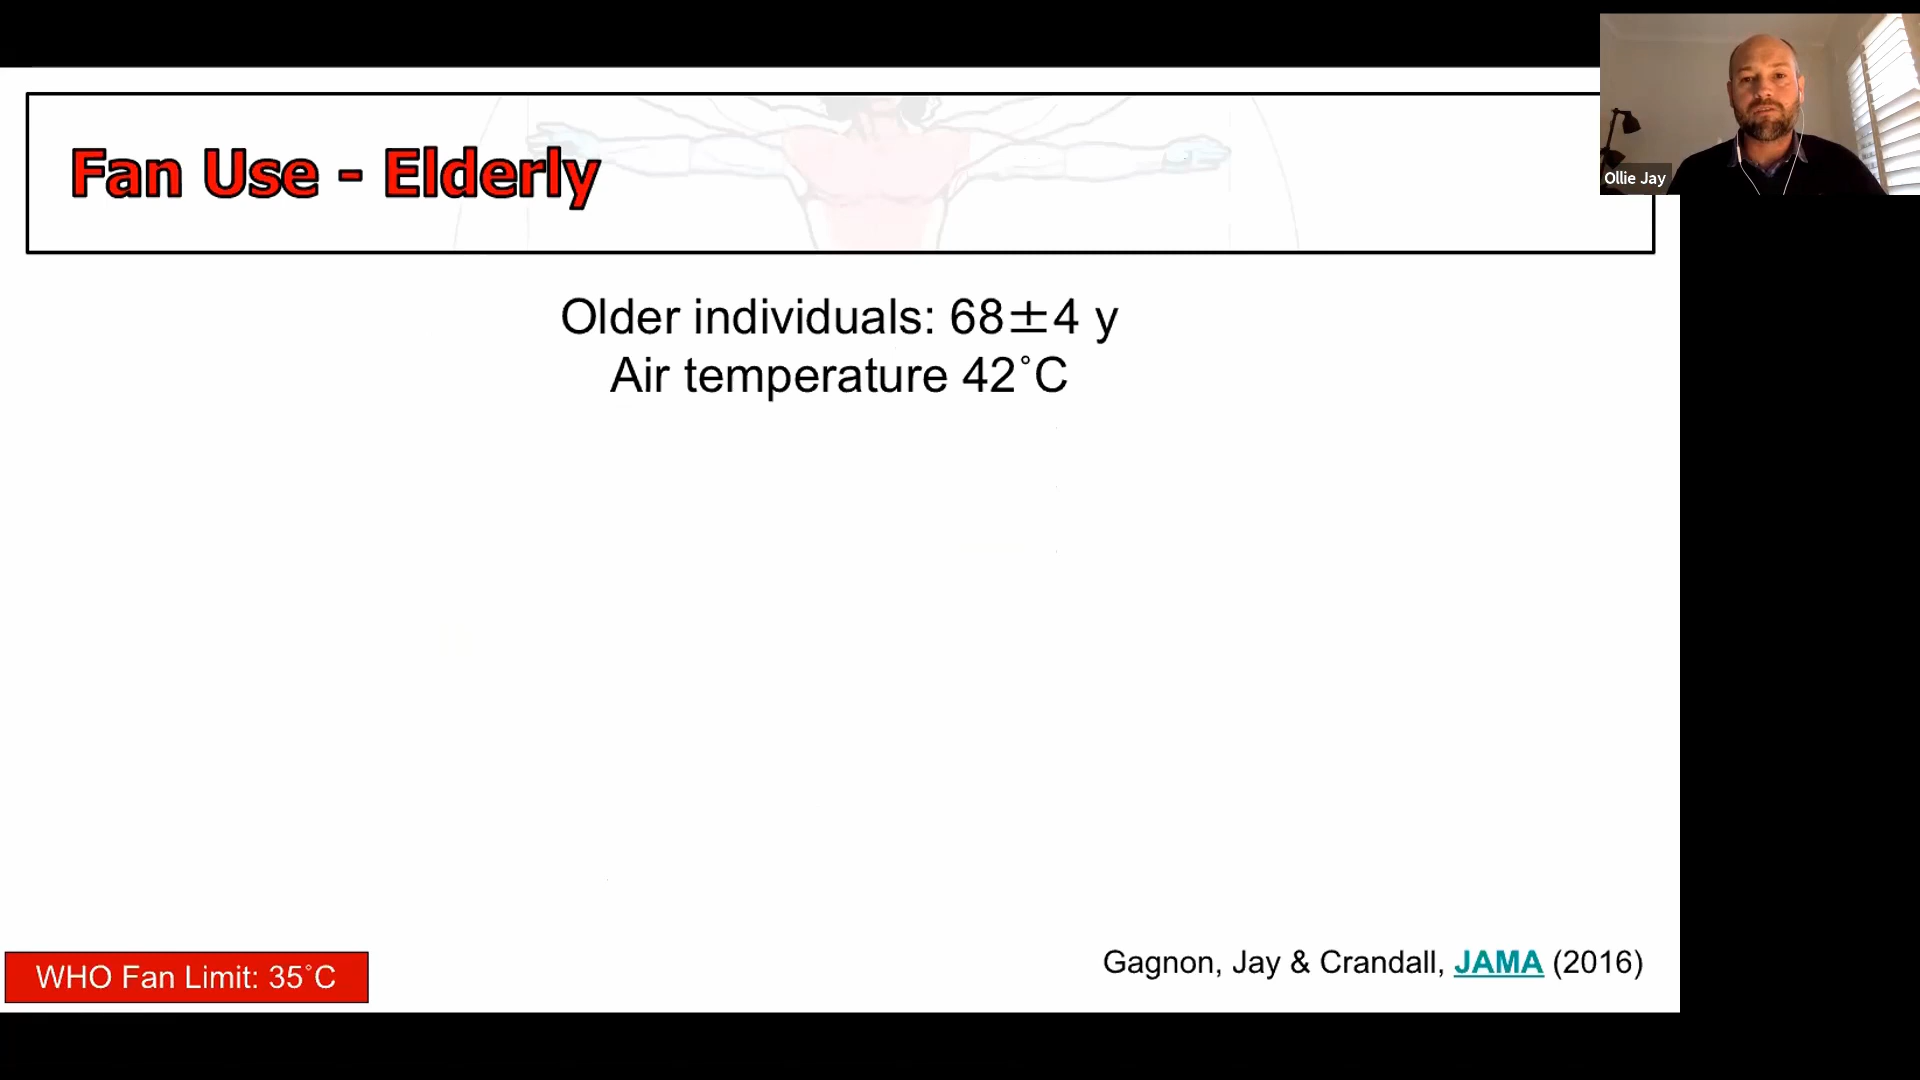 Fan Use - Elderly
Ollie Jay
Older individuals: 68±4 y
Air temperature 42˚C
WHO Fan Limit: 35˚C
Gagnon, Jay & Crandall, JAMA (2016)